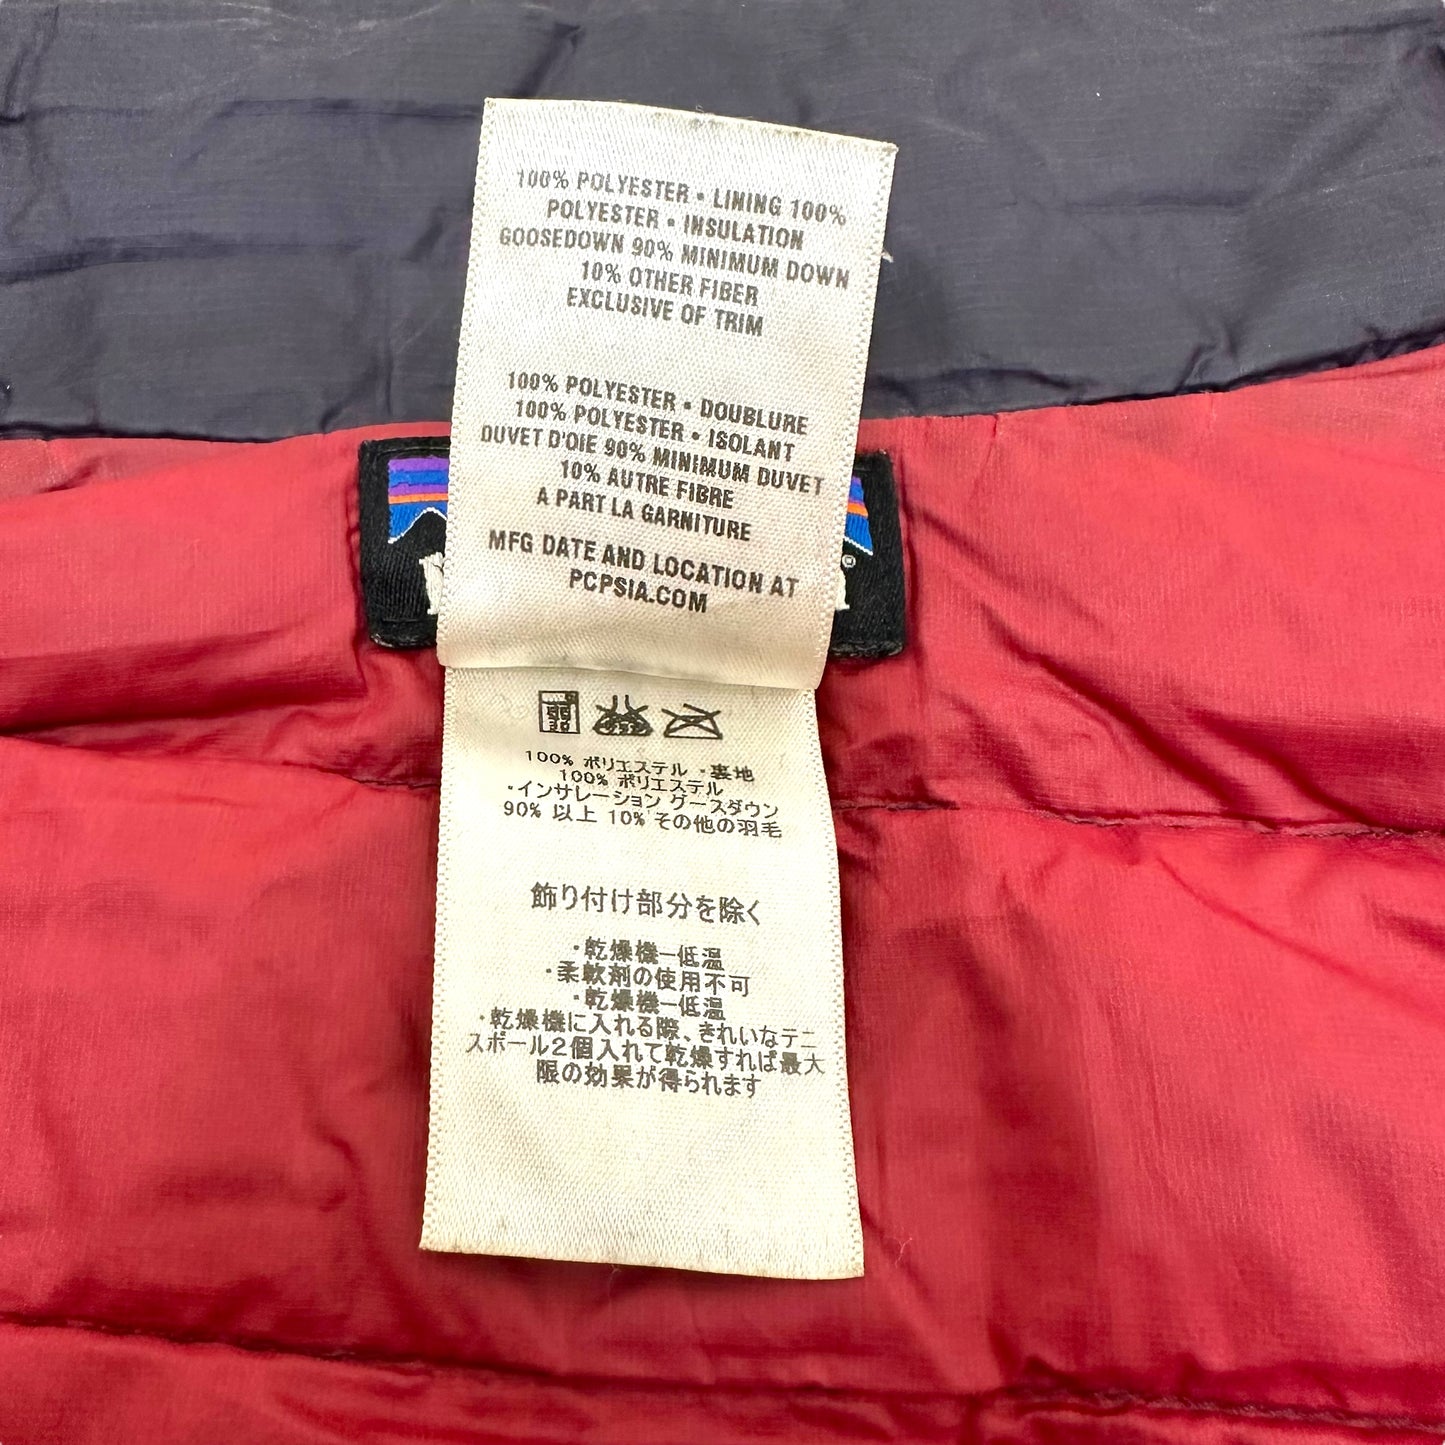 100% POLYESTER • LINING 100%
POLYESTER • INSULATION
GOOSEDOWN 90% MINIMUM DOWN
10% OTHER FIBER
EXCLUSIVE OF TRIM
100% POLYESTER • DOUBLURE
100% POLYESTER • ISOLANT
DUVET D'OIE 90% MINIMUM DUVET
10% AUTRE FIBRE
A PART LA GARNITURE
MFG DATE AND LOCATION AT
PCPSIA.COM
100% ポリエステル ・裏地
100% ポリエステル
・インサレーション グースダウン
90% 以上 10% その他の羽毛
飾り付け部分を除く
・乾燥機ー低温
・柔軟剤の使用不可
・乾燥機ー低温
・乾燥機に入れる際、きれいなテニ
スボール2個入れて乾燥すれば最大
限の効果が得られます